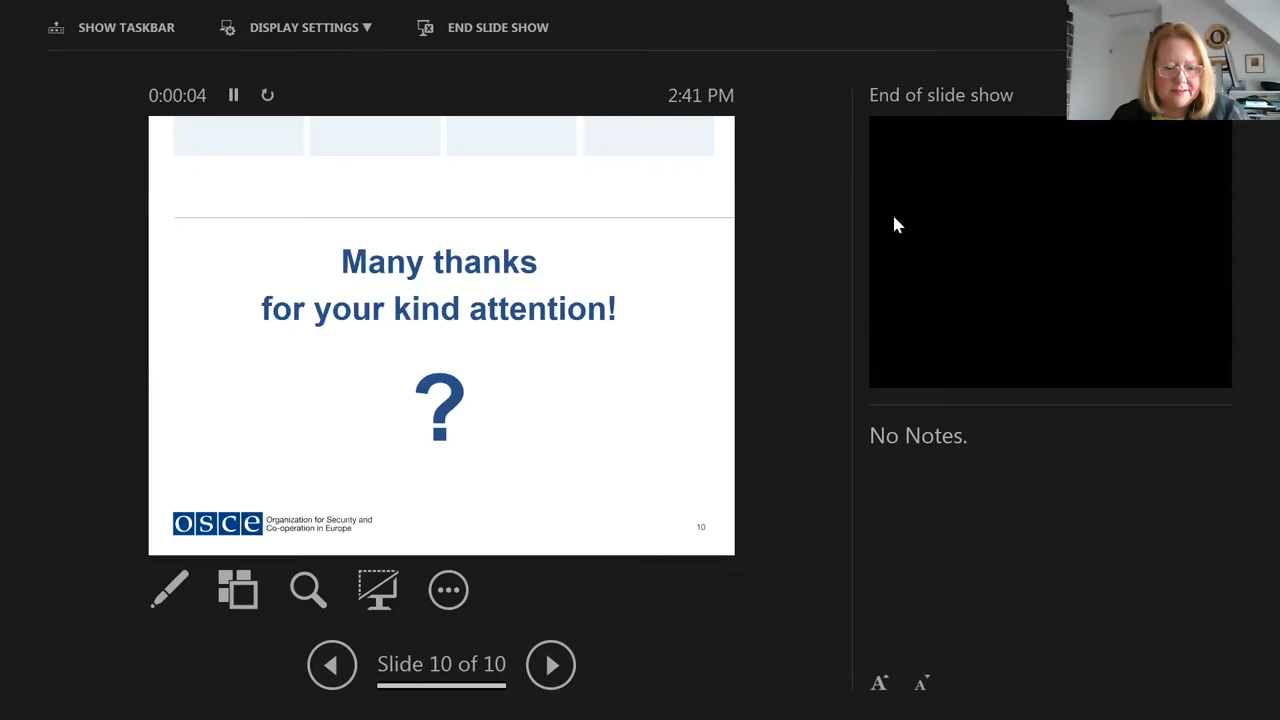 SHOW TASKBAR
DISPLAY SETTINGS ▼
END SLIDE SHOW
0:00:04
2:41 PM
End of slide show
Many thanks
for your kind attention!
?
osce
Organization for Security and
Co-operation in Europe
10
No Notes.
Slide 10 of 10
A
A